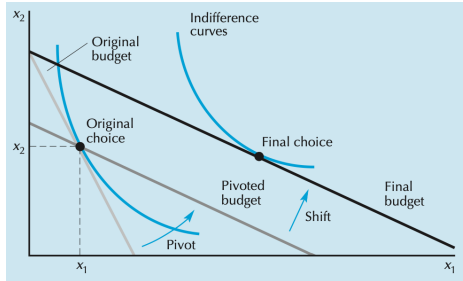 x2
Indifference
curves
Original
budget
Original
choice
x2
Final choice
Pivoted
budget
Final
budget
Shift
Pivot
x1
x1